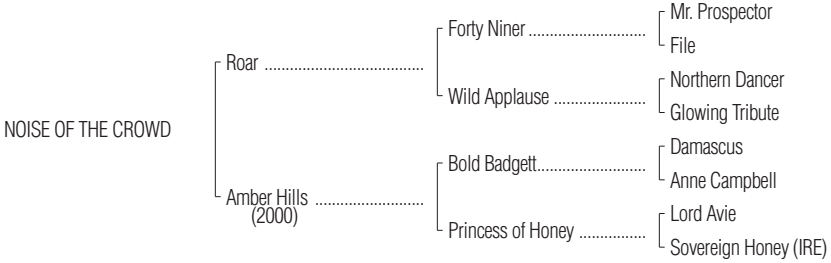 Mr. Prospector
Forty Niner ............................
File
Roar ......................................
Northern Dancer
Wild Applause ......................
Glowing Tribute
NOISE OF THE CROWD
Damascus
Bold Badgett..........................
Anne Campbell
Amber Hills ..........................
(2000)
Lord Avie
Princess of Honey ................
Sovereign Honey (IRE)